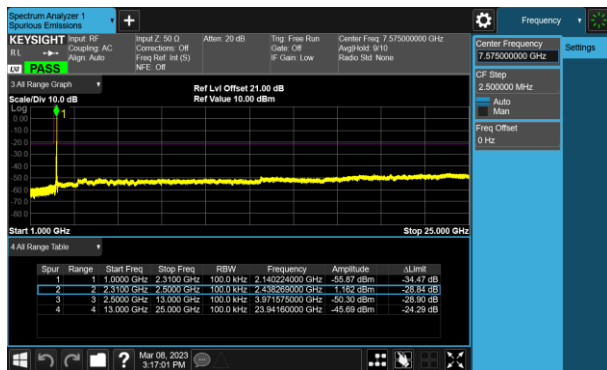 Spectrum Analyzer 1
Spurious Emissions
Frequency
KEYSIGHT
Input: RF
Input Z: 50 Ω
Atten: 20 dB
Trig: Free Run
Center Freq: 7.575000000 GHz
RL
Coupling: AC
Corrections: Off
Gate: Off
Avg|Hold: 9/10
Align: Auto
Freq Ref: Int (S)
IF Gain: Low
Radio Std: None
NFE: Off
PASS
Center Frequency
7.575000000 GHz
Settings
CF Step
2.500000 MHz
Auto
Man
Freq Offset
0 Hz
3 All Range Graph
Ref Lvl Offset 21.00 dB
Scale/Div 10.0 dB
Ref Value 10.00 dBm
Log
1
0.00
-10.0
-20.0
-30.0
-40.0
-50.0
-60.0
-70.0
-80.0
Start 1.000 GHz
Stop 25.000 GHz
4 All Range Table
Spur Range Start Freq Stop Freq RBW Frequency Amplitude ΔLimit
1 1 1.0000 GHz 2.3100 GHz 100.0 kHz 2.140224000 GHz -55.87 dBm -34.47 dB
2 2 2.3100 GHz 2.5000 GHz 100.0 kHz 2.438269000 GHz 1.162 dBm -28.84 dB
3 3 2.5000 GHz 13.000 GHz 100.0 kHz 3.971575000 GHz -50.30 dBm -28.90 dB
4 4 13.000 GHz 25.000 GHz 100.0 kHz 23.94160000 GHz -45.69 dBm -24.29 dB
Mar 08, 2023
3:17:01 PM